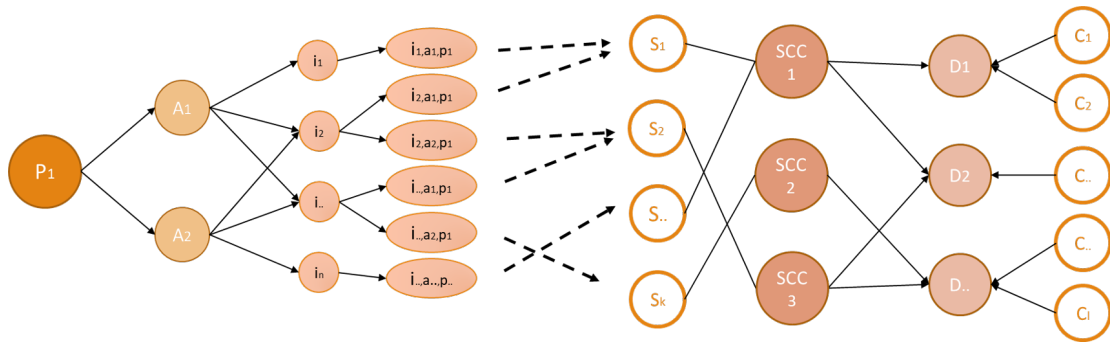 P1
A1
A2
i1
i2
i..
in
i1,a1,p1
i2,a1,p1
i2,a2,p1
i..,a1,p1
i..,a2,p1
i..,a..,p..
S1
S2
S..
Sk
SCC
1
SCC
2
SCC
3
D1
D2
D..
C1
C2
C..
C..
Cl